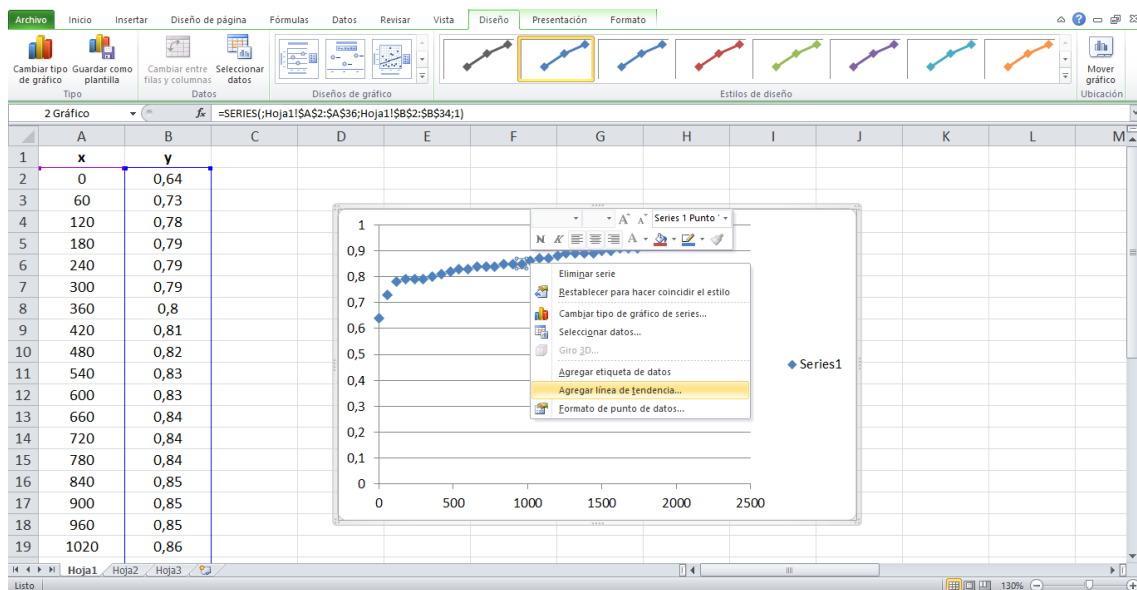 Archivo Inicio Insertar Diseño de página Fórmulas Datos Revisar Vista Diseño Presentación Formato
Cambiar tipo de gráfico
Guardar como plantilla
Cambiar entre filas y columnas
Seleccionar datos
Mover gráfico
Tipo Datos Diseños de gráfico Estilos de diseño Ubicación
2 Gráfico fx =SERIES(;Hoja1!$A$2:$A$36;Hoja1!$B$2:$B$34;1)
A B C D E F G H I J K L M
1 x y
2 0 0,64
3 60 0,73
4 120 0,78
5 180 0,79
6 240 0,79
7 300 0,79
8 360 0,8
9 420 0,81
10 480 0,82
11 540 0,83
12 600 0,83
13 660 0,84
14 720 0,84
15 780 0,84
16 840 0,85
17 900 0,85
18 960 0,85
19 1020 0,86
1
0,9
0,8
0,7
0,6
0,5
0,4
0,3
0,2
0,1
0
0 500 1000 1500 2000 2500
Series1
A A Series 1 Punto
N K A
Eliminar serie
Restablecer para hacer coincidir el estilo
Cambiar tipo de gráfico de series...
Seleccionar datos...
Giro 3D...
Agregar etiqueta de datos
Agregar línea de tendencia...
Formato de punto de datos...
Hoja1 Hoja2 Hoja3
Listo 130%